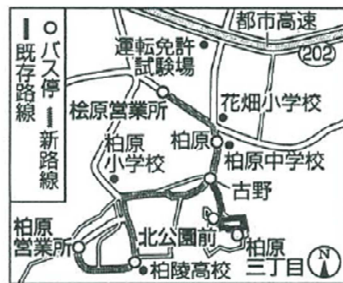 ○バス停
━新路線
━既存路線
都市高速
202
運転免許
試験場
花畑小学校
桧原営業所
柏原
柏原中学校
柏原
小学校
古野
柏原
営業所
北公園前
柏原
三丁目
柏陵高校
N